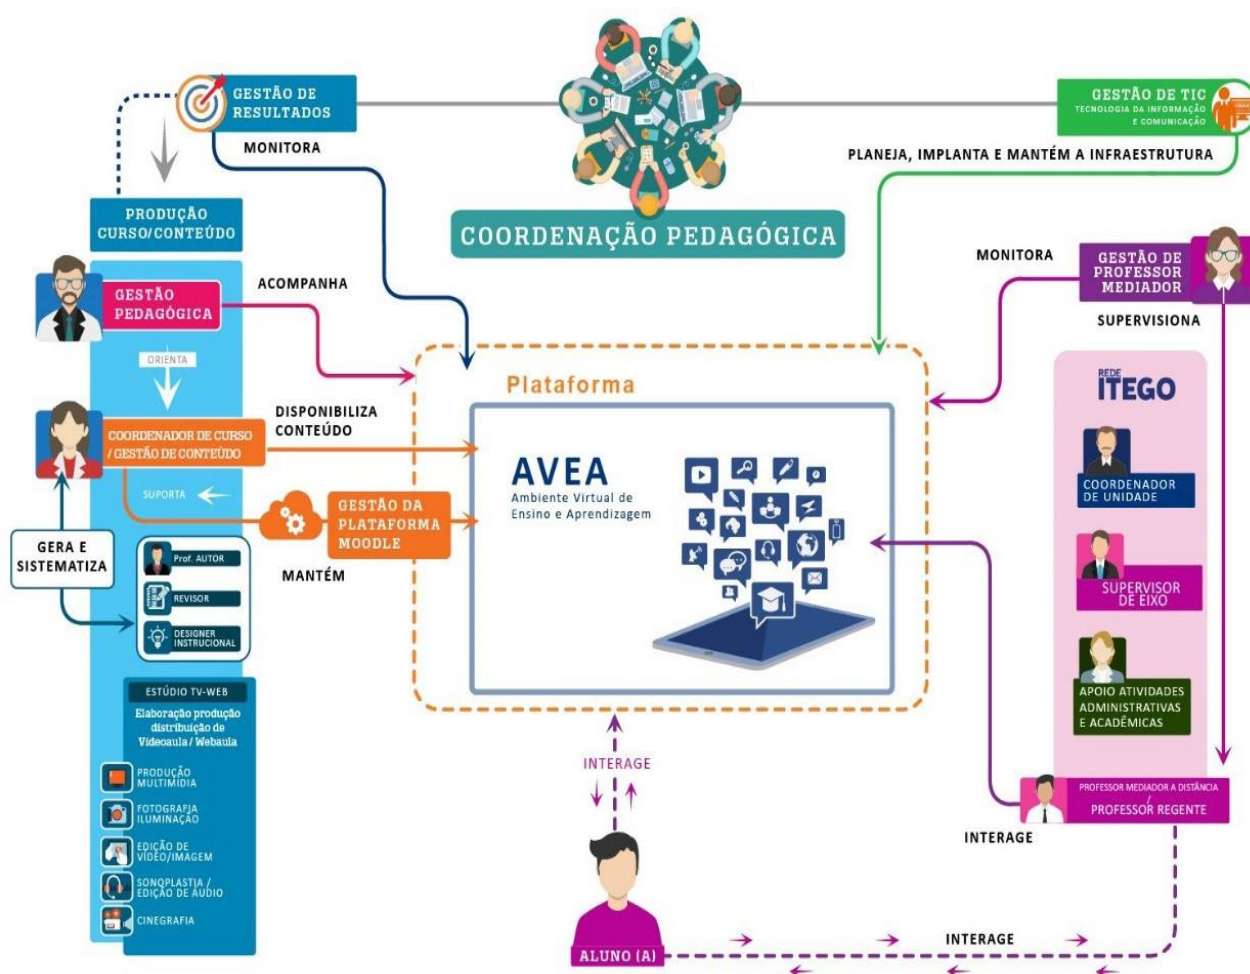 GESTÃO DE
RESULTADOS
GESTÃO DE TIC
TECNOLOGIA DA INFORMAÇÃO
E COMUNICAÇÃO
MONITORA
PLANEJA, IMPLANTA E MANTÉM A INFRAESTRUTURA
PRODUÇÃO
CURSO/CONTEÚDO
COORDENAÇÃO PEDAGÓGICA
MONITORA
GESTÃO DE
PROFESSOR
MEDIADOR
GESTÃO
PEDAGÓGICA
ACOMPANHA
SUPERVISIONA
ORIENTA
Plataforma
REDE
ITEGO
COORDENADOR DE CURSO
/ GESTÃO DE CONTEÚDO
DISPONIBILIZA
CONTEÚDO
AVEA
Ambiente Virtual de
Ensino e Aprendizagem
COORDENADOR
DE UNIDADE
SUPORTA
GESTÃO DA
PLATAFORMA
MOODLE
MANTÉM
GERA E
SISTEMATIZA
Prof. AUTOR
REVISOR
DESIGNER
INSTRUCIONAL
SUPERVISOR
DE EIXO
APOIO ATIVIDADES
ADMINISTRATIVAS
E ACADÊMICAS
ESTÚDIO TV-WEB
Elaboração produção
distribuição de
Videoaula / Webaula
PRODUÇÃO
MULTIMÍDIA
FOTOGRAFIA
ILUMINAÇÃO
EDIÇÃO DE
VÍDEO/IMAGEM
SONOPLASTIA /
EDIÇÃO DE ÁUDIO
CINEGRAFIA
INTERAGE
PROFESSOR MEDIADOR A DISTÂNCIA
/
PROFESSOR REGENTE
INTERAGE
ALUNO (A)
INTERAGE